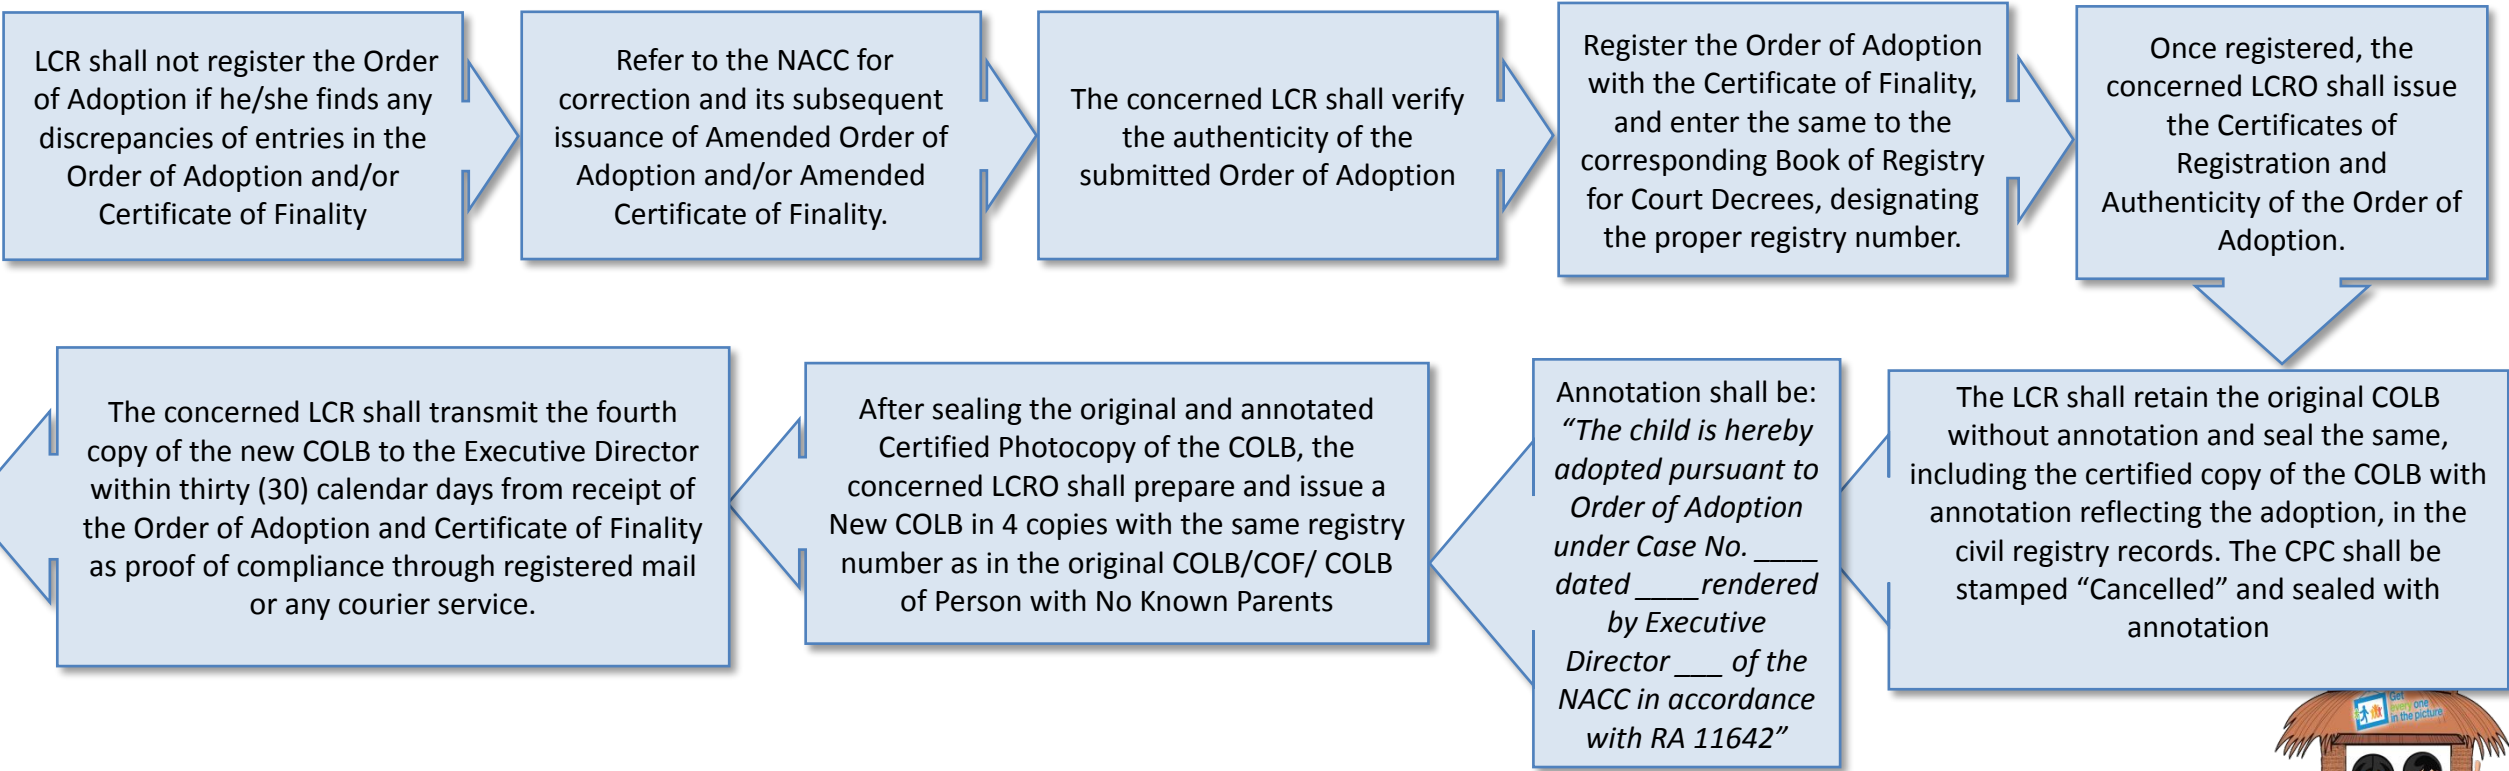 LCR shall not register the Order
of Adoption if he/she finds any
discrepancies of entries in the
Order of Adoption and/or
Certificate of Finality
Refer to the NACC for
correction and its subsequent
issuance of Amended Order of
Adoption and/or Amended
Certificate of Finality.
The concerned LCR shall verify
the authenticity of the
submitted Order of Adoption
Register the Order of Adoption
with the Certificate of Finality,
and enter the same to the
corresponding Book of Registry
for Court Decrees, designating
the proper registry number.
Once registered, the
concerned LCRO shall issue
the Certificates of
Registration and
Authenticity of the Order of
Adoption.
The LCR shall retain the original COLB
without annotation and seal the same,
including the certified copy of the COLB with
annotation reflecting the adoption, in the
civil registry records. The CPC shall be
stamped “Cancelled” and sealed with
annotation
Annotation shall be:
“The child is hereby
adopted pursuant to
Order of Adoption
under Case No. ____
dated ____rendered
by Executive
Director ___ of the
NACC in accordance
with RA 11642”
After sealing the original and annotated
Certified Photocopy of the COLB, the
concerned LCRO shall prepare and issue a
New COLB in 4 copies with the same registry
number as in the original COLB/COF/ COLB
of Person with No Known Parents
The concerned LCR shall transmit the fourth
copy of the new COLB to the Executive Director
within thirty (30) calendar days from receipt of
the Order of Adoption and Certificate of Finality
as proof of compliance through registered mail
or any courier service.
Get
every one
in the picture